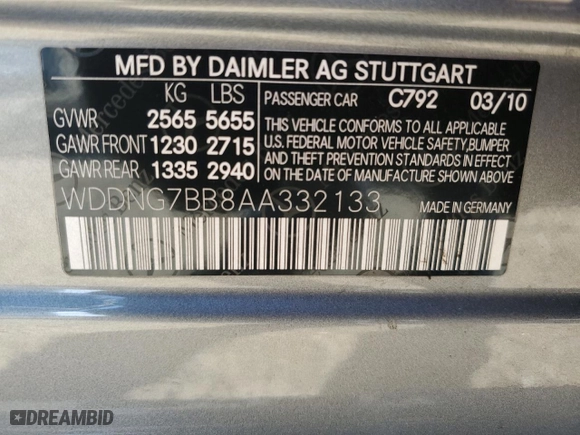 MFD BY DAIMLER AG STUTTGART
KG LBS PASSENGER CAR C792 03/10
GVWR 2565 5655
GAWR FRONT 1230 2715
GAWR REAR 1335 2940
THIS VEHICLE CONFORMS TO ALL APPLICABLE
U.S. FEDERAL MOTOR VEHICLE SAFETY, BUMPER
AND THEFT PREVENTION STANDARDS IN EFFECT
ON THE DATE OF MANUFACTURE SHOWN ABOVE
WDDNG7BB8AA332133 MADE IN GERMANY
DREAMBID